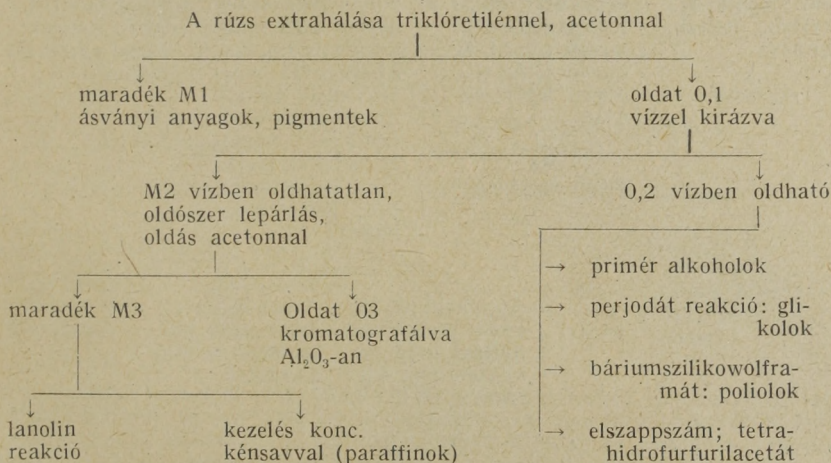 A rúzs extrahálása triklóretilénnel, acetonnal
maradék M1
ásványi anyagok, pigmentek
oldat 0,1
vízzel kirázva
M2 vízben oldhatatlan,
oldószer lepárlás,
oldás acetonnal
0,2 vízben oldható
maradék M3
Oldat 03
kromatografálva
Al₂O₃-an
lanolin
reakció
kezelés konc.
kénsavval (paraffinok)
→ primér alkoholok
→ perjodát reakció: gli-
kolok
→ báriumszilikowolfra-
mát: poliolok
→ elszappszám; tetra-
hidrofurfurilacetát